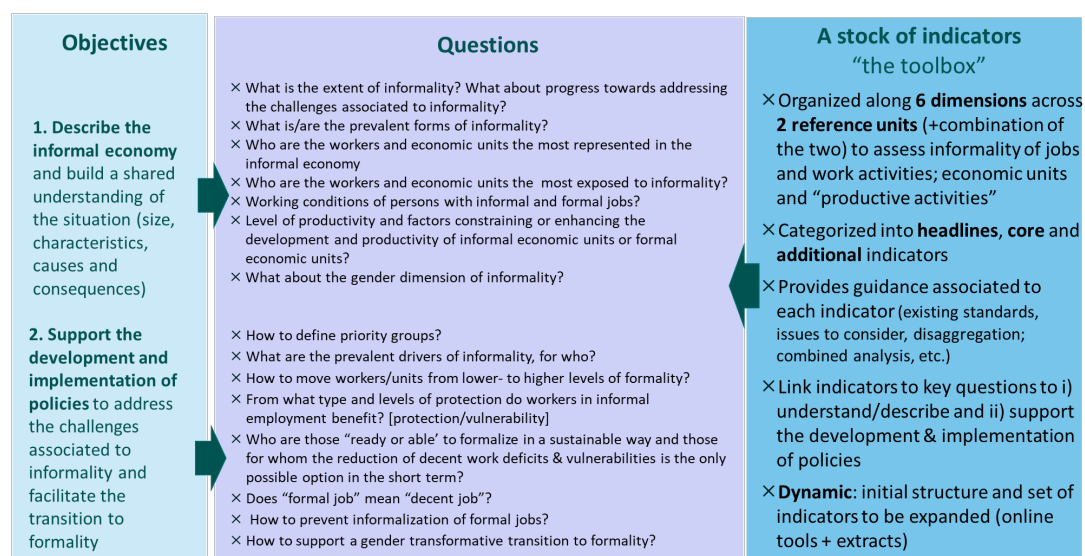 Objectives
1. Describe the
informal economy
and build a shared
understanding of
the situation (size,
characteristics,
causes and
consequences)
2. Support the
development and
implementation of
policies to address
the challenges
associated to
informality and
facilitate the
transition to
formality
Questions
× What is the extent of informality? What about progress towards addressing
the challenges associated to informality?
× What is/are the prevalent forms of informality?
× Who are the workers and economic units the most represented in the
informal economy
× Who are the workers and economic units the most exposed to informality?
× Working conditions of persons with informal and formal jobs?
× Level of productivity and factors constraining or enhancing the
development and productivity of informal economic units or formal
economic units?
× What about the gender dimension of informality?
× How to define priority groups?
× What are the prevalent drivers of informality, for who?
× How to move workers/units from lower- to higher levels of formality?
× From what type and levels of protection do workers in informal
employment benefit? [protection/vulnerability]
× Who are those “ready or able’ to formalize in a sustainable way and those
for whom the reduction of decent work deficits & vulnerabilities is the only
possible option in the short term?
× Does “formal job” mean “decent job”?
× How to prevent informalization of formal jobs?
× How to support a gender transformative transition to formality?
A stock of indicators
“the toolbox”
× Organized along 6 dimensions across
2 reference units (+combination of
the two) to assess informality of jobs
and work activities; economic units
and “productive activities”
× Categorized into headlines, core and
additional indicators
× Provides guidance associated to
each indicator (existing standards,
issues to consider, disaggregation;
combined analysis, etc.)
× Link indicators to key questions to i)
understand/describe and ii) support
the development & implementation
of policies
× Dynamic: initial structure and set of
indicators to be expanded (online
tools + extracts)